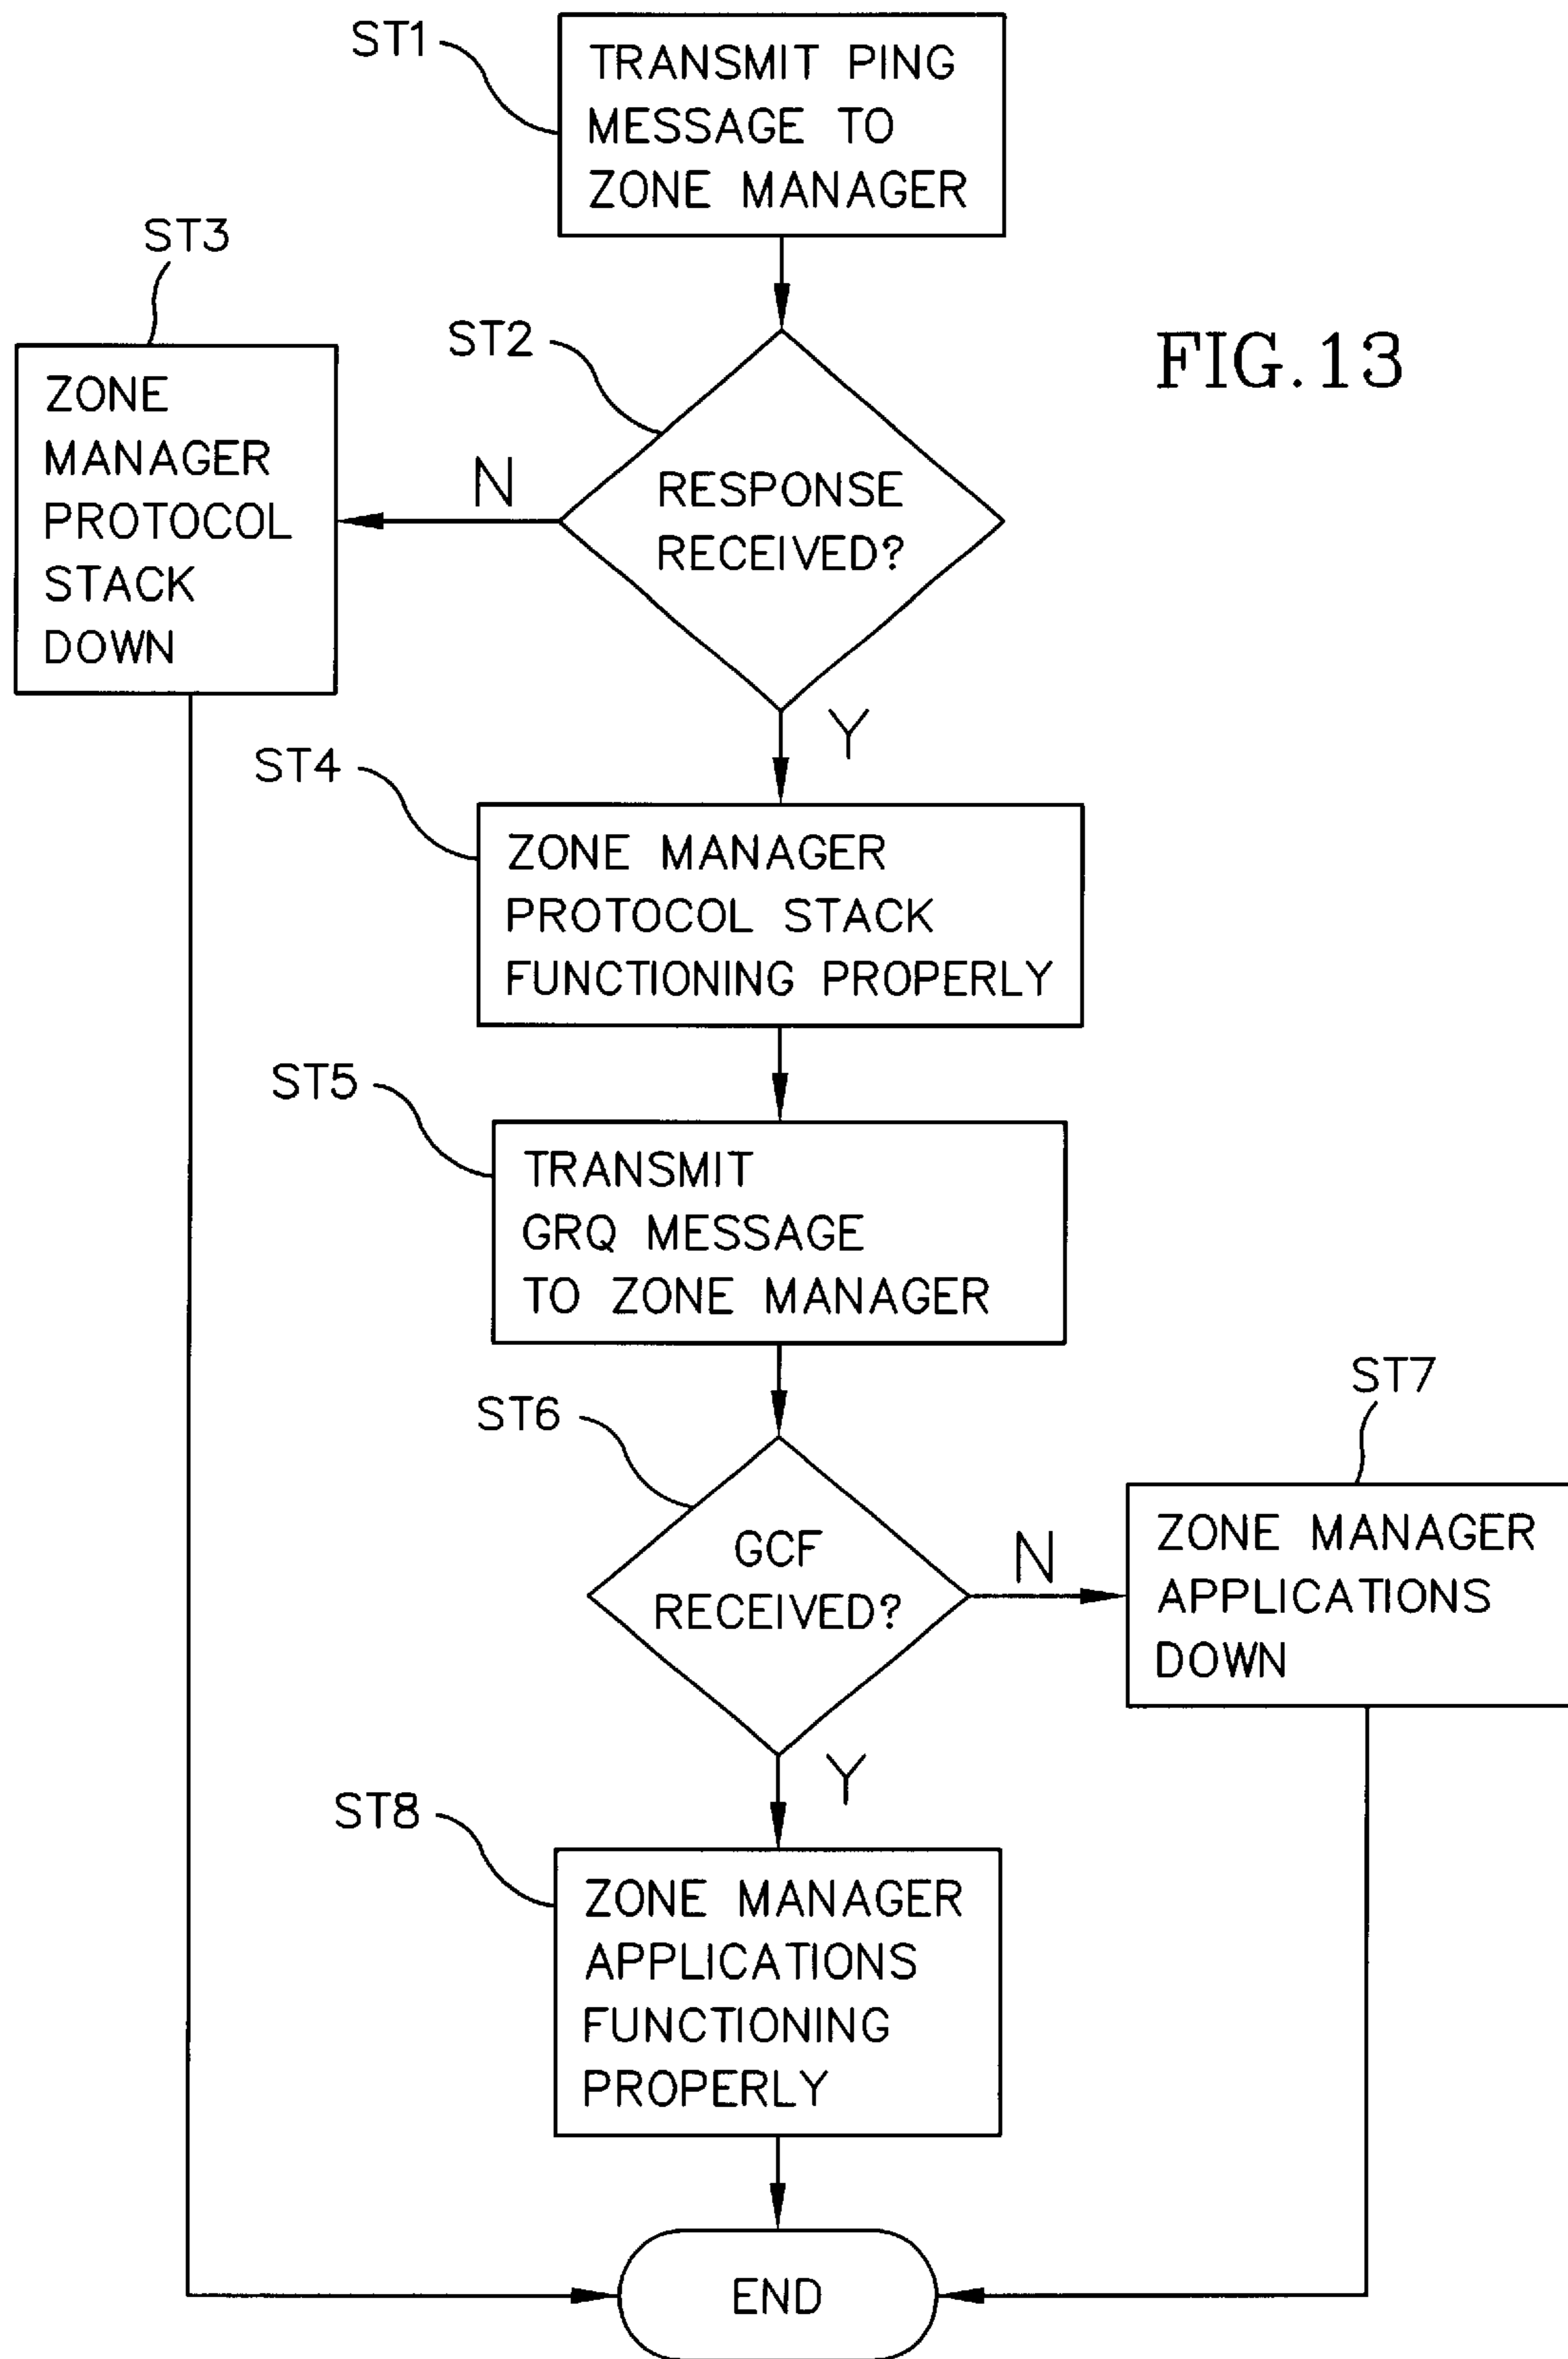 ST1
TRANSMIT PING
MESSAGE TO
ZONE MANAGER
ST3
ZONE
MANAGER
PROTOCOL
STACK
DOWN
ST2
RESPONSE
RECEIVED?
N
Y
FIG.13
ST4
ZONE MANAGER
PROTOCOL STACK
FUNCTIONING PROPERLY
ST5
TRANSMIT
GRQ MESSAGE
TO ZONE MANAGER
ST6
GCF
RECEIVED?
N
Y
ST7
ZONE MANAGER
APPLICATIONS
DOWN
ST8
ZONE MANAGER
APPLICATIONS
FUNCTIONING
PROPERLY
END